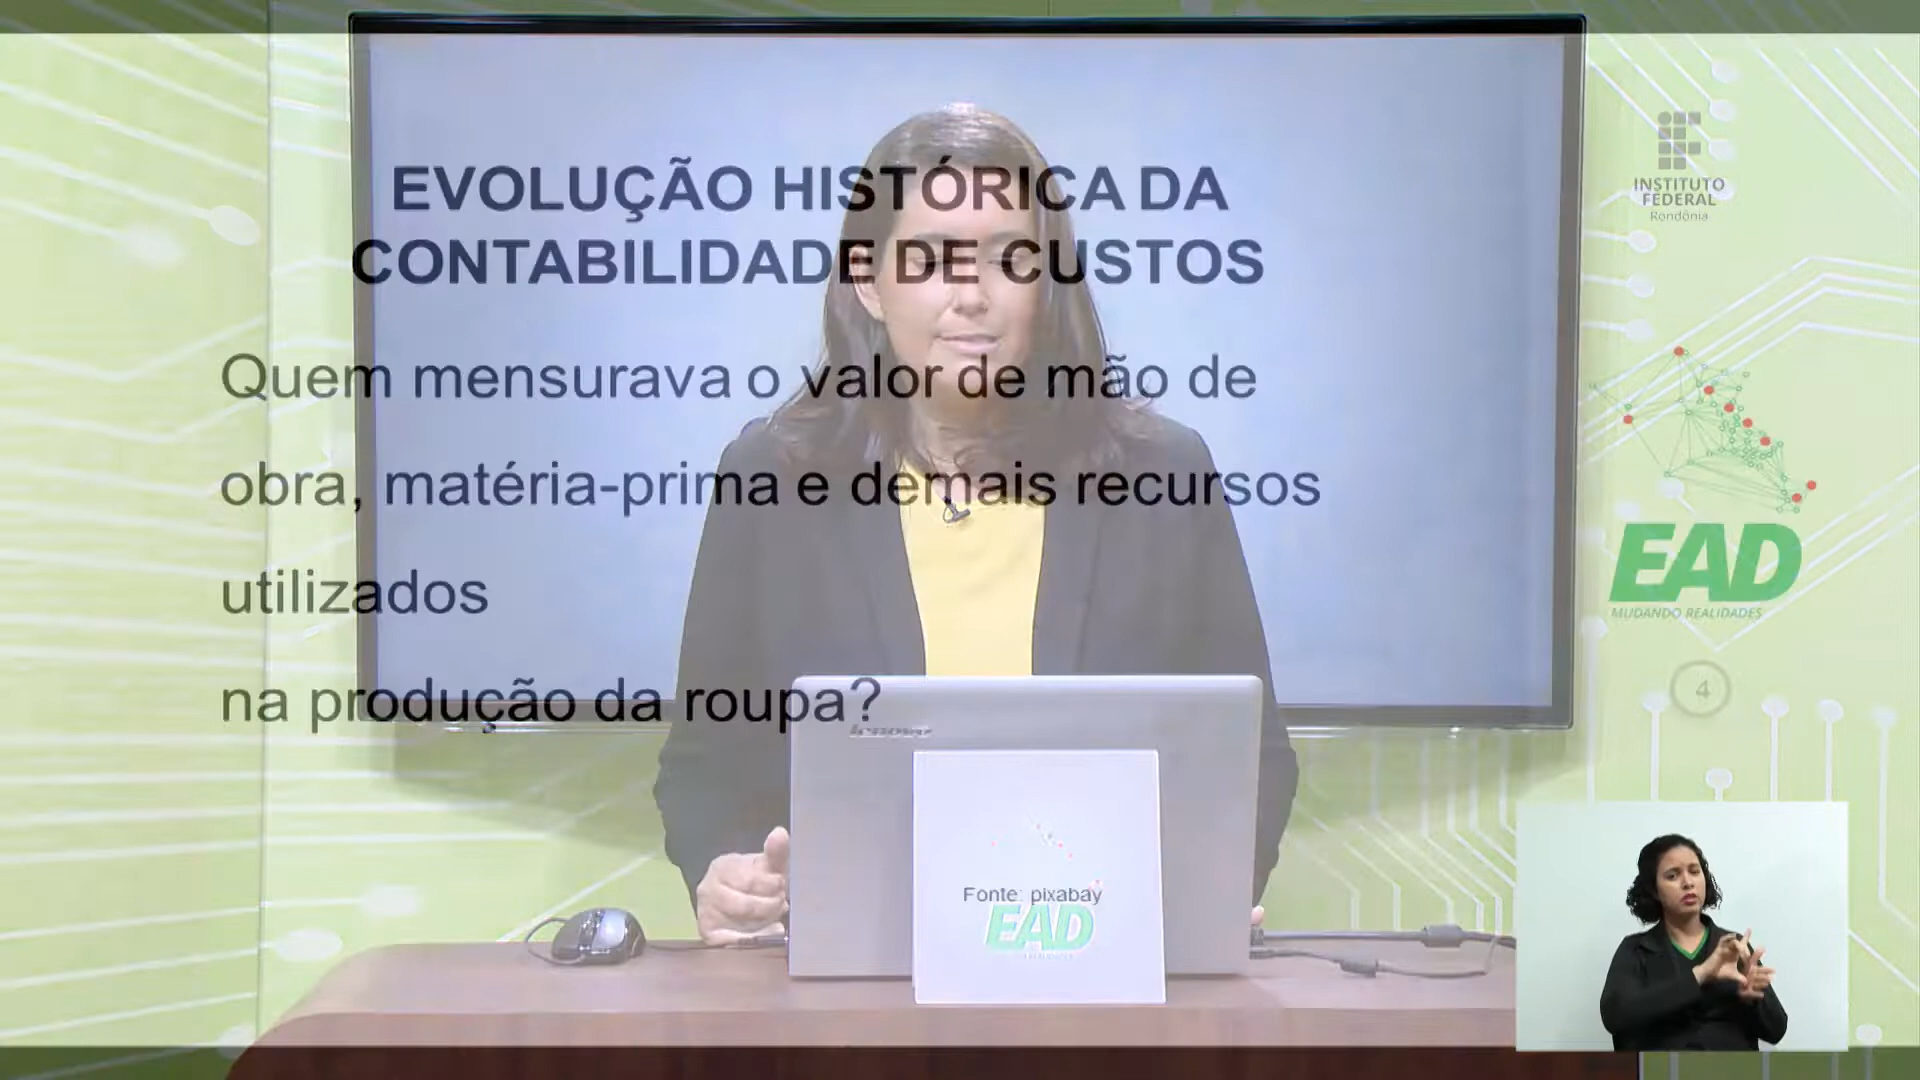 EVOLUÇÃO HISTÓRICA DA
CONTABILIDADE DE CUSTOS
Quem mensurava o valor de mão de
obra, matéria-prima e demais recursos
utilizados
na produção da roupa?
INSTITUTO
FEDERAL
Rondônia
EAD
MUDANDO REALIDADES
4
lenovo
Fonte: pixabay
EAD